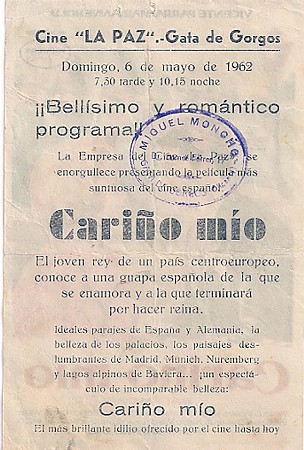 Cine "LA PAZ".-Gata de Gorgos
Domingo, 6 de mayo de 1962
7,30 tarde y 10,15 noche
¡¡Bellísimo y romántico
programa!!
MIGUEL MONCHO
La Empresa del Cine La Paz, se
enorgullece presentando la película más
suntuosa del cine español
Cariño mío
El joven rey de un país centroeuropeo,
conoce a una guapa española de la que
se enamora y a la que terminará
por hacer reina.
Ideales parajes de España y Alemania, la
belleza de los palacios, los paisajes des-
lumbrantes de Madrid, Munich, Nuremberg
y lagos alpinos de Baviera... ¡un espectá-
culo de incomparable belleza:
Cariño mío
El más brillante idilio ofrecido por el cine hasta hoy